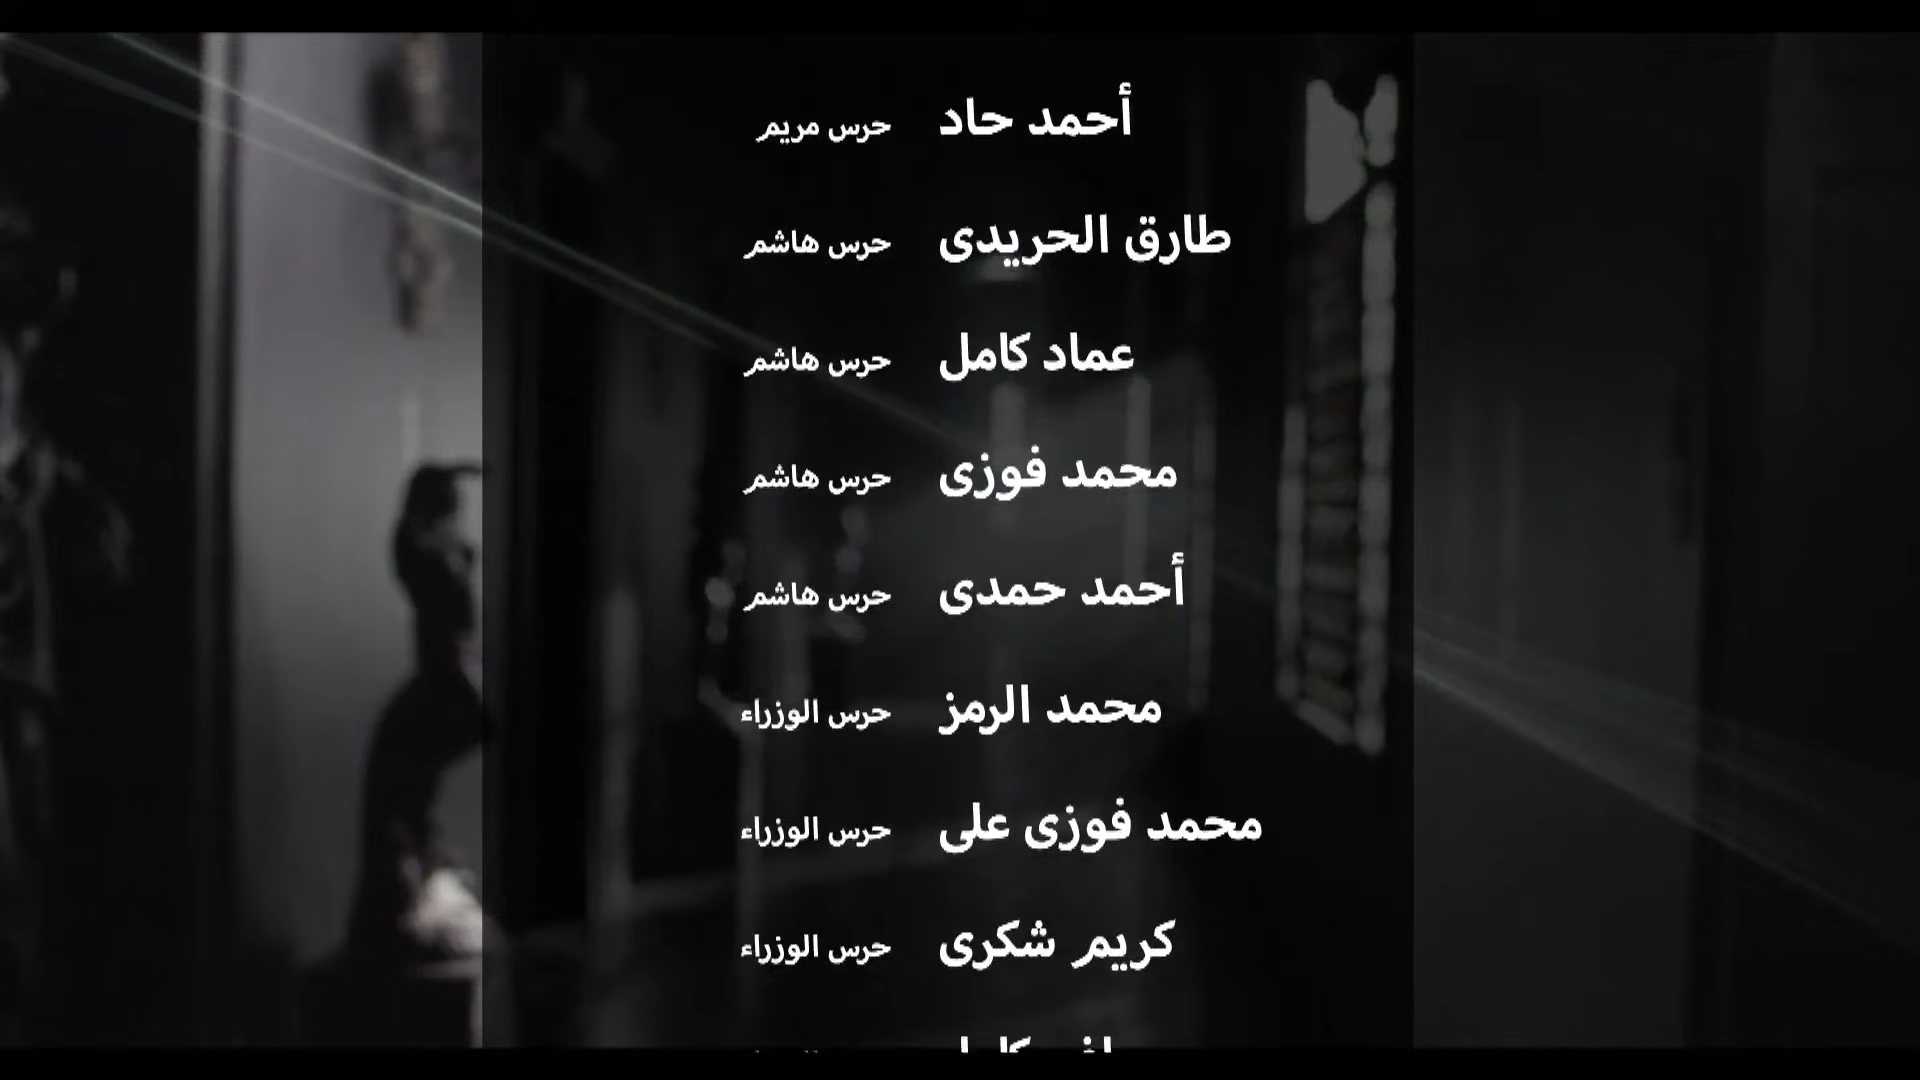 أحمد حاد حرس مريم
طارق الحريدى حرس هاشم
عماد كامل حرس هاشم
محمد فوزى حرس هاشم
أحمد حمدى حرس هاشم
محمد الرمز حرس الوزراء
محمد فوزى على حرس الوزراء
كريم شكرى حرس الوزراء